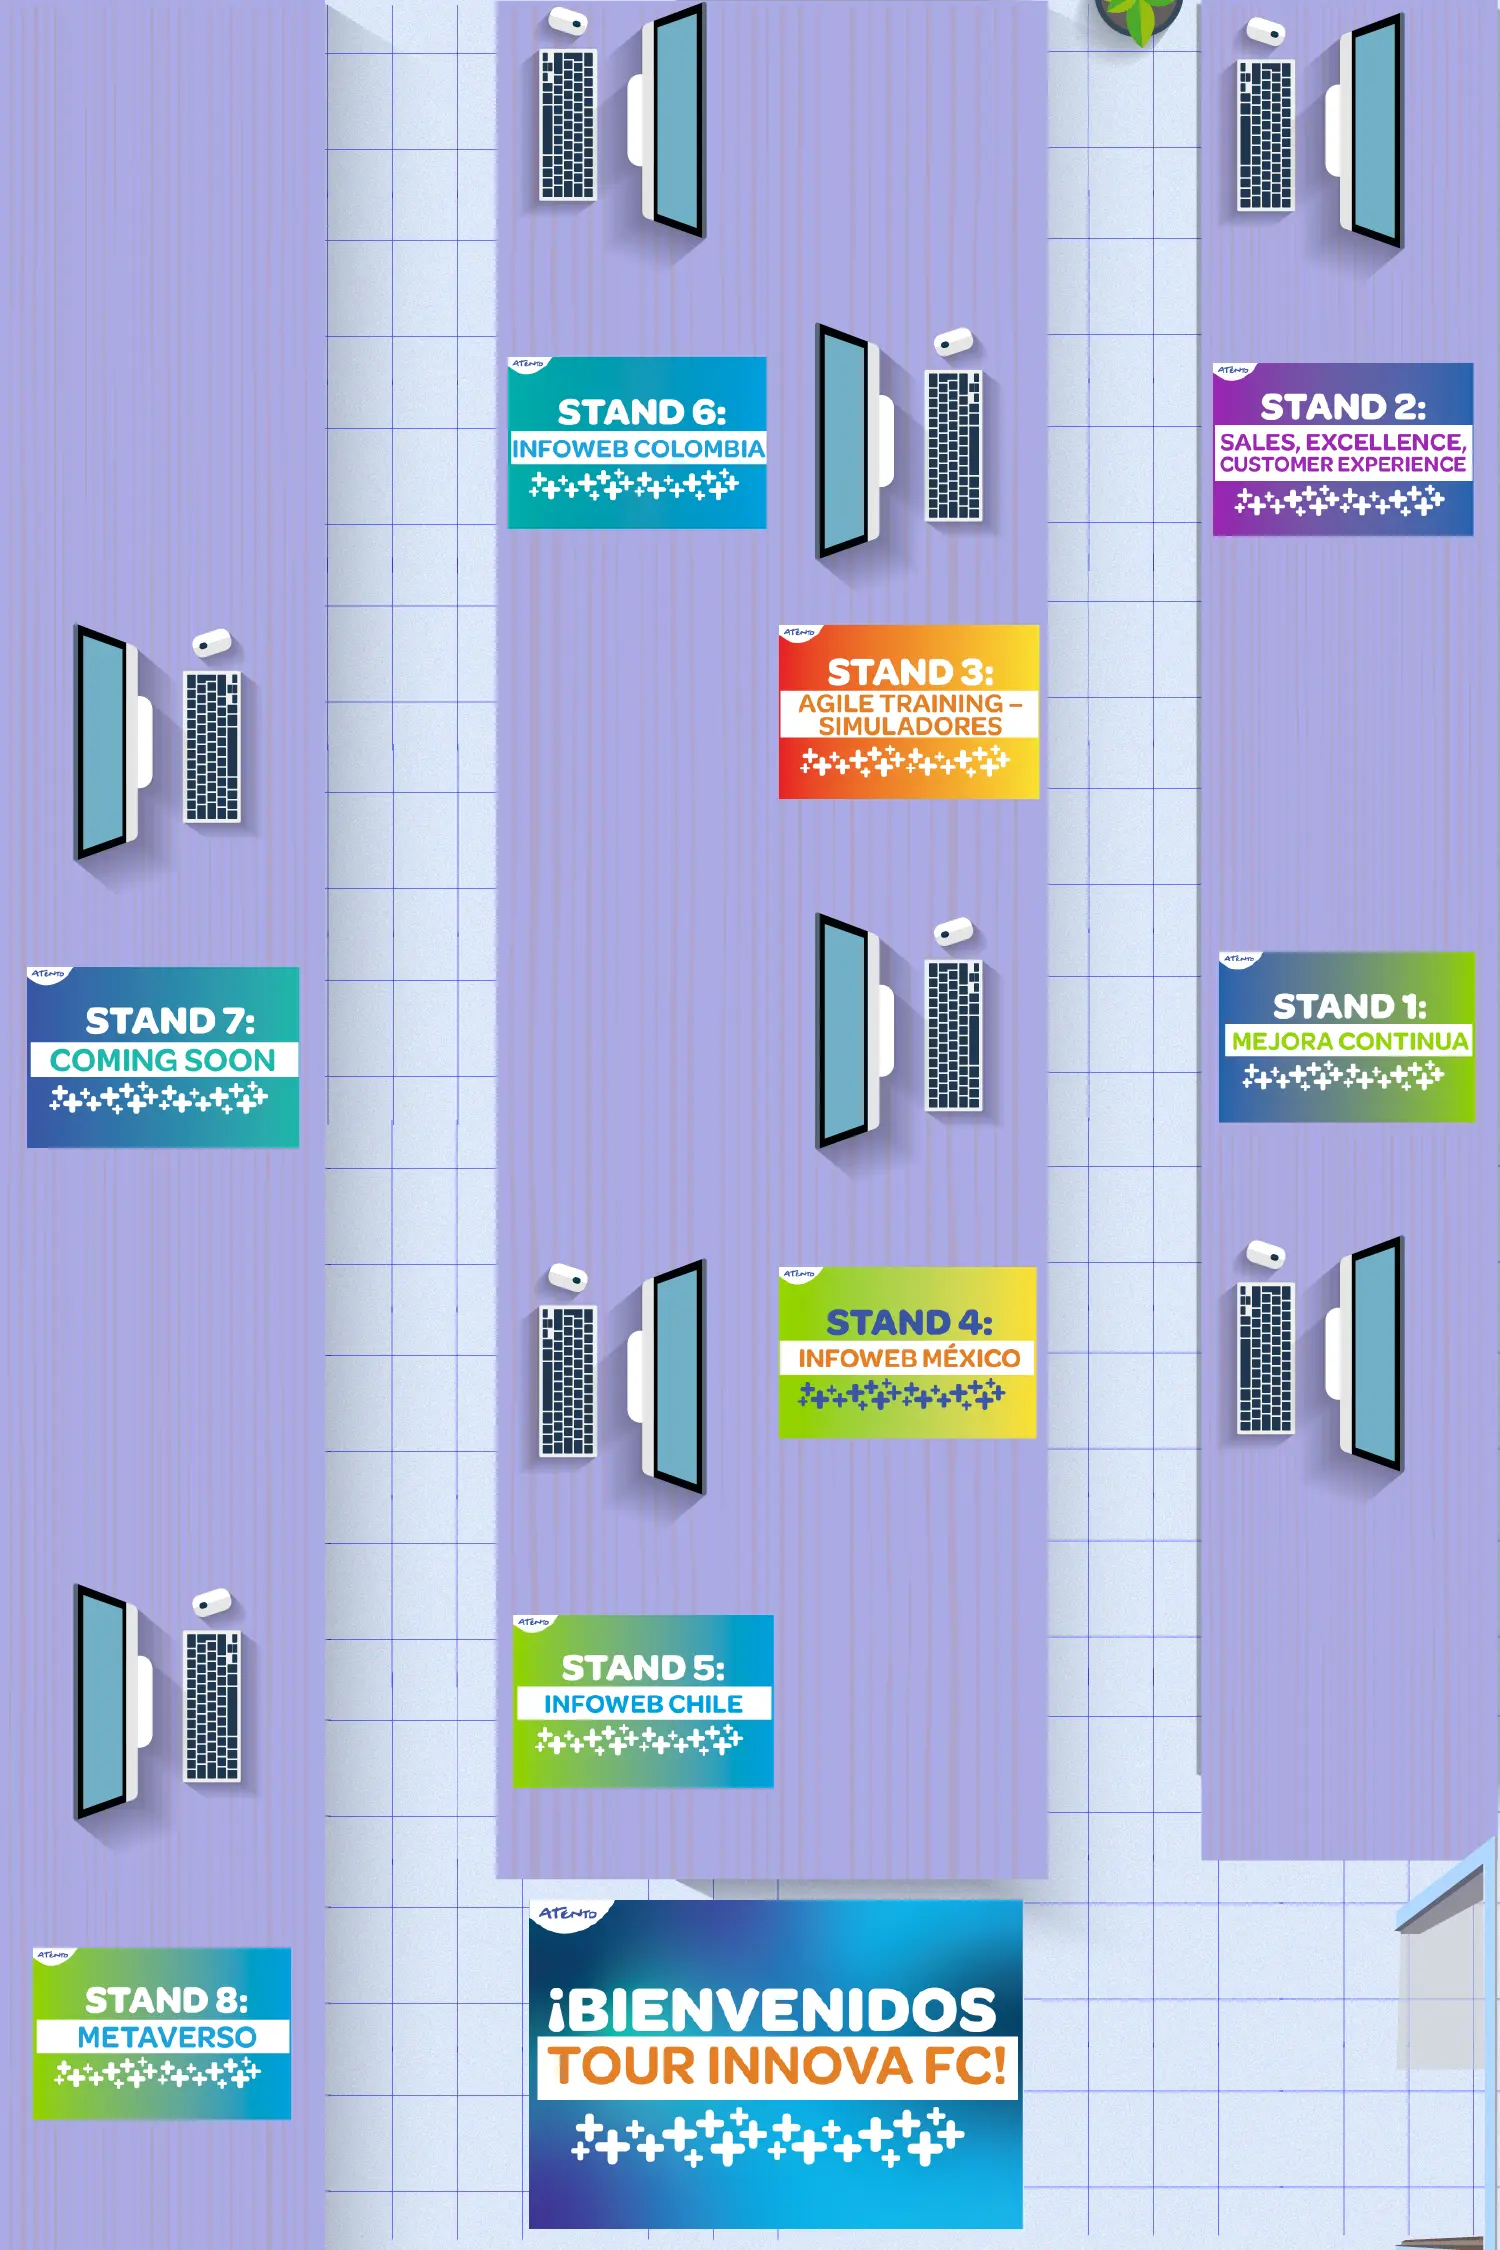 ATENTO
STAND 6:
INFOWEB COLOMBIA
ATENTO
STAND 2:
SALES, EXCELLENCE,
CUSTOMER EXPERIENCE
ATENTO
STAND 3:
AGILE TRAINING –
SIMULADORES
ATENTO
STAND 7:
COMING SOON
ATENTO
STAND 1:
MEJORA CONTINUA
ATENTO
STAND 4:
INFOWEB MÉXICO
ATENTO
STAND 5:
INFOWEB CHILE
ATENTO
STAND 8:
METAVERSO
ATENTO
¡BIENVENIDOS
TOUR INNOVA FC!